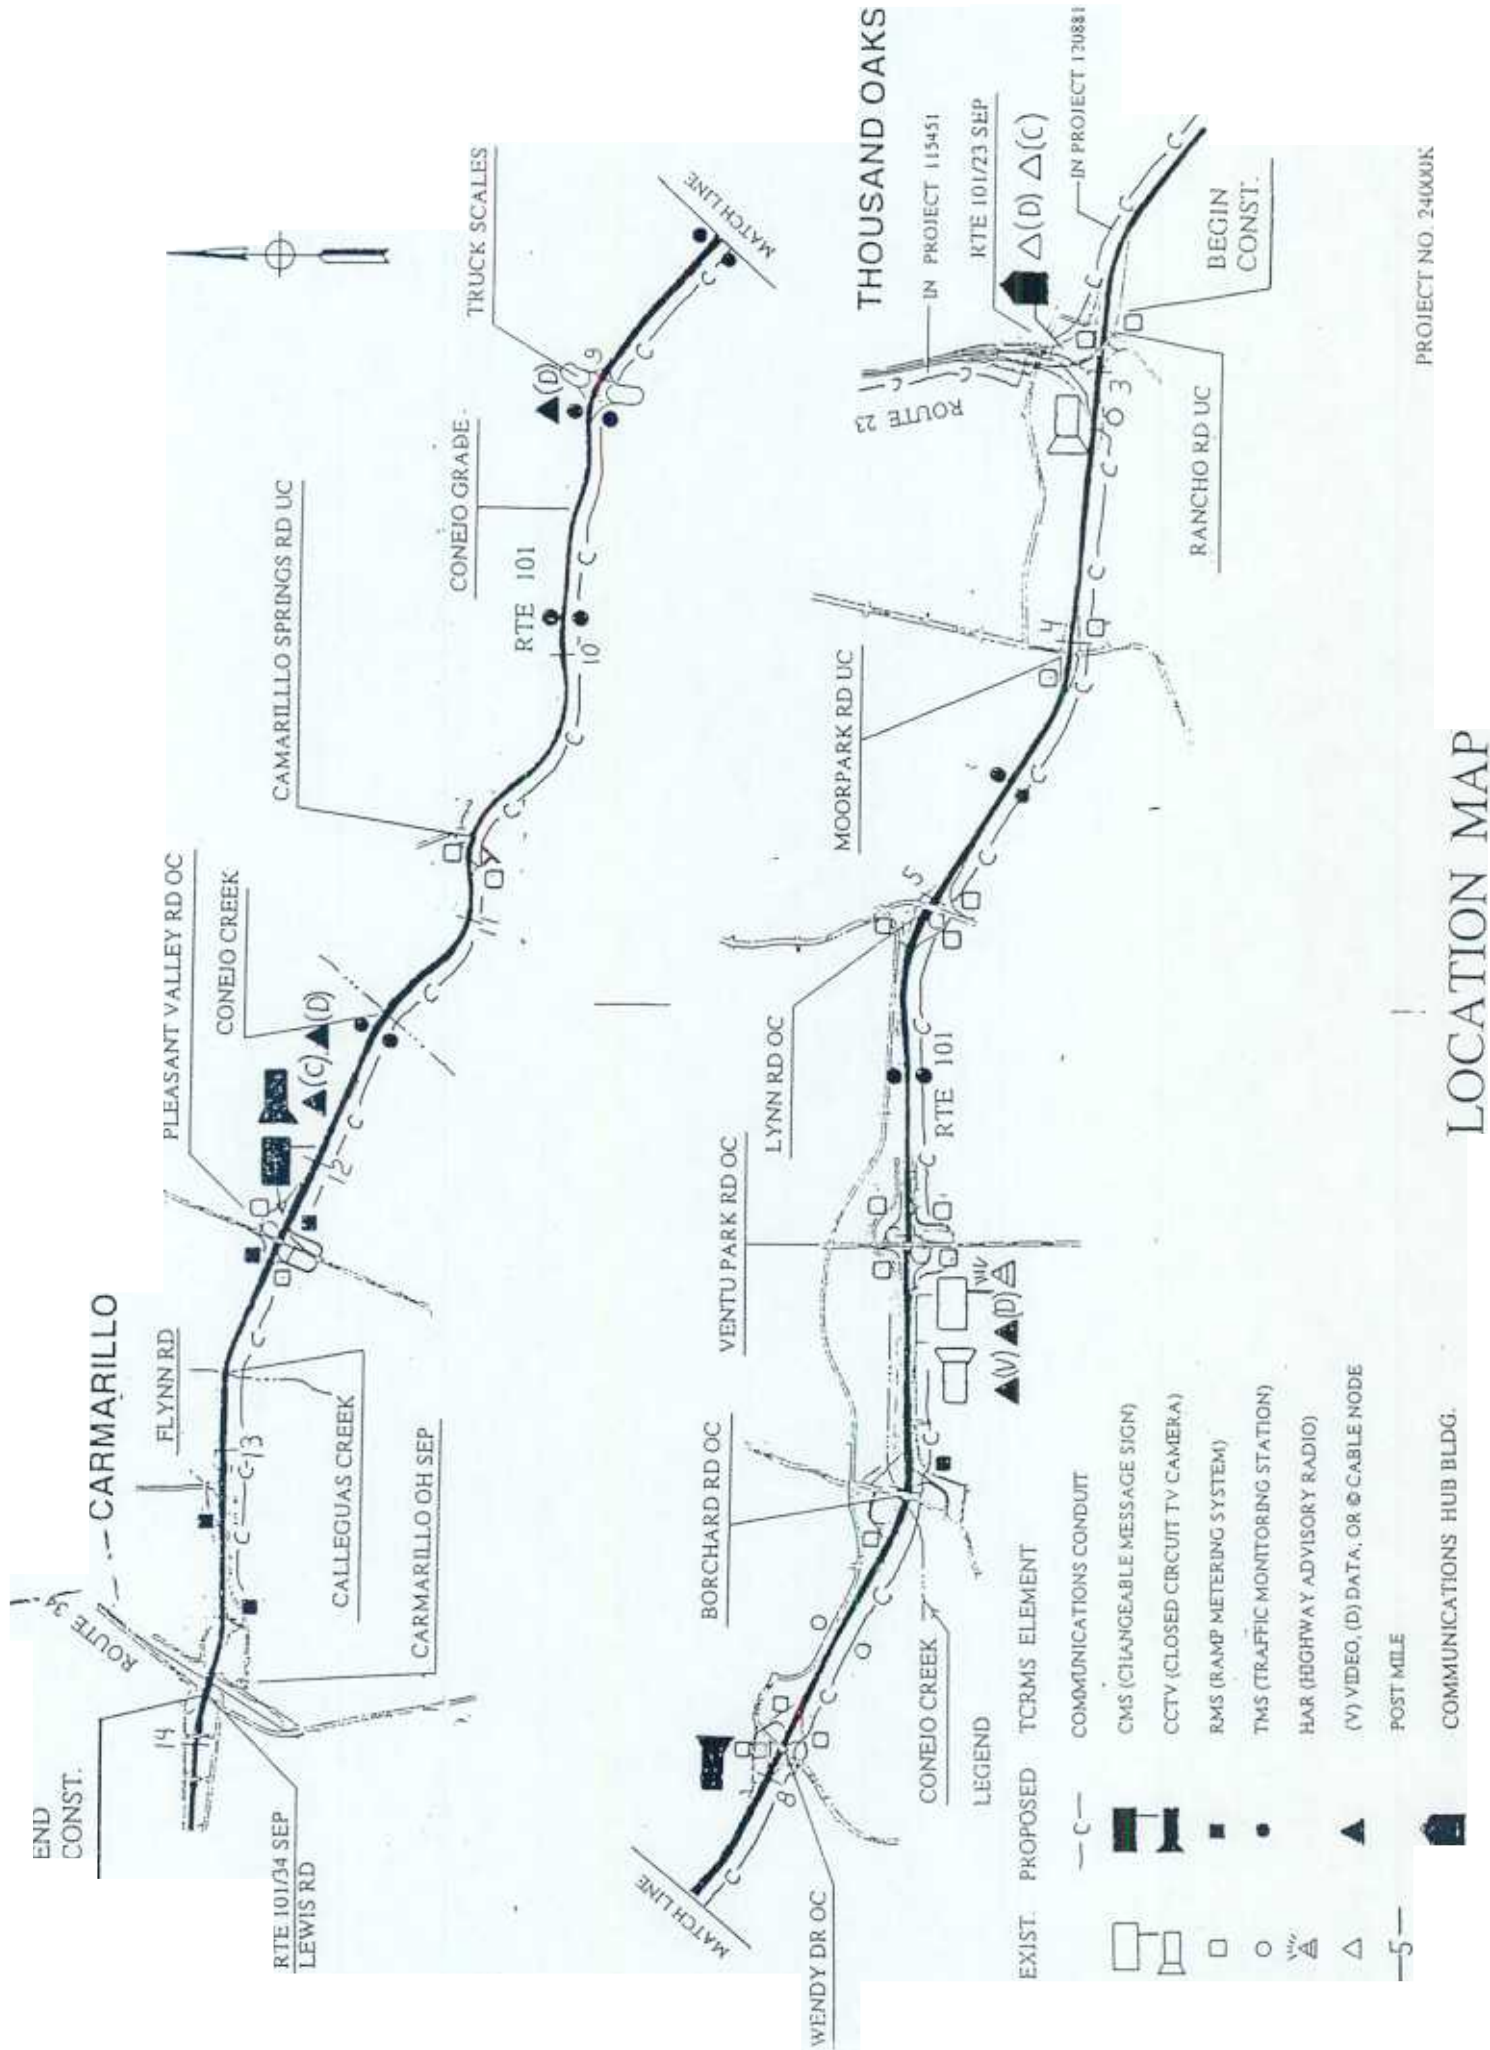 END
CONST.
CARMARILLO
ROUTE 34
14
RTE 101/34 SEP
LEWIS RD
FLYNN RD
13
CALLEGUAS CREEK
CARMARILLO OH SEP
PLEASANT VALLEY RD OC
CONEJO CREEK
12
(C)
(D)
11
CAMARILLO SPRINGS RD UC
CONEJO GRADE
RTE 101
10
TRUCK SCALES
(D)
9
MATCH LINE
MATCH LINE
WENDY DR OC
8
CONEJO CREEK
BORCHARD RD OC
VENTU PARK RD OC
(V)
(D)
LYNN RD OC
RTE 101
5
MOORPARK RD UC
4
THOUSAND OAKS
IN PROJECT 115451
RTE 101/23 SEP
(D)
(C)
IN PROJECT 120881
ROUTE 23
3
RANCHO RD UC
BEGIN
CONST.
LEGEND
EXIST. PROPOSED TCRMS ELEMENT
— C — COMMUNICATIONS CONDUIT
CMS (CHANGEABLE MESSAGE SIGN)
CCTV (CLOSED CIRCUIT TV CAMERA)
RMS (RAMP METERING SYSTEM)
TMS (TRAFFIC MONITORING STATION)
HAR (HIGHWAY ADVISORY RADIO)
(V) VIDEO, (D) DATA, OR © CABLE NODE
—5— POST MILE
COMMUNICATIONS HUB BLDG.
PROJECT NO. 24000K
LOCATION MAP